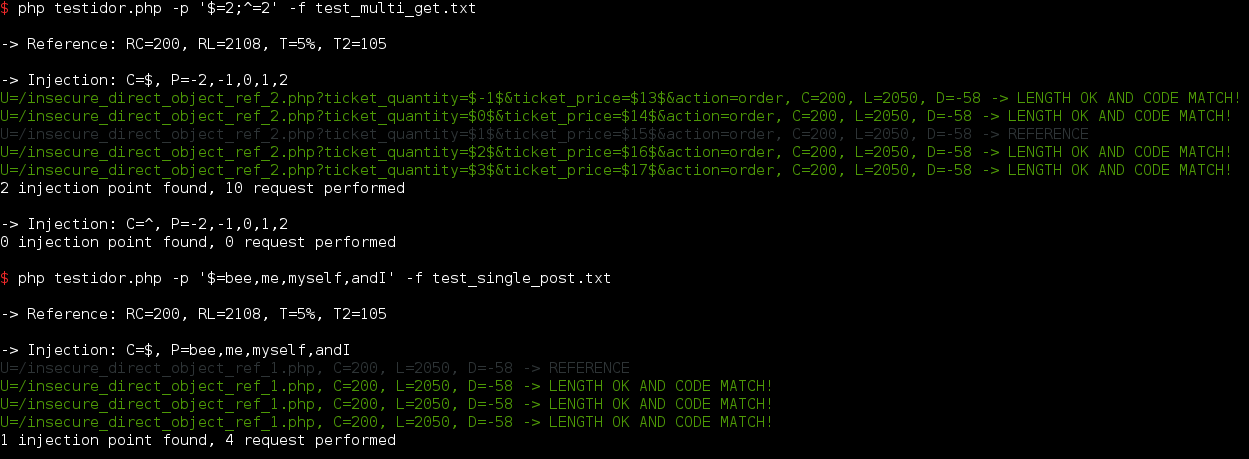 $ php testidor.php -p '$=2;^=2' -f test_multi_get.txt
-> Reference: RC=200, RL=2108, T=5%, T2=105
-> Injection: C=$, P=-2,-1,0,1,2
U=/insecure_direct_object_ref_2.php?ticket_quantity=$-1$&ticket_price=$13$&action=order, C=200, L=2050, D=-58 -> LENGTH OK AND CODE MATCH!
U=/insecure_direct_object_ref_2.php?ticket_quantity=$0$&ticket_price=$14$&action=order, C=200, L=2050, D=-58 -> LENGTH OK AND CODE MATCH!
U=/insecure_direct_object_ref_2.php?ticket_quantity=$1$&ticket_price=$15$&action=order, C=200, L=2050, D=-58 -> REFERENCE
U=/insecure_direct_object_ref_2.php?ticket_quantity=$2$&ticket_price=$16$&action=order, C=200, L=2050, D=-58 -> LENGTH OK AND CODE MATCH!
U=/insecure_direct_object_ref_2.php?ticket_quantity=$3$&ticket_price=$17$&action=order, C=200, L=2050, D=-58 -> LENGTH OK AND CODE MATCH!
2 injection point found, 10 request performed
-> Injection: C=^, P=-2,-1,0,1,2
0 injection point found, 0 request performed
$ php testidor.php -p '$=bee,me,myself,andI' -f test_single_post.txt
-> Reference: RC=200, RL=2108, T=5%, T2=105
-> Injection: C=$, P=bee,me,myself,andI
U=/insecure_direct_object_ref_1.php, C=200, L=2050, D=-58 -> REFERENCE
U=/insecure_direct_object_ref_1.php, C=200, L=2050, D=-58 -> LENGTH OK AND CODE MATCH!
U=/insecure_direct_object_ref_1.php, C=200, L=2050, D=-58 -> LENGTH OK AND CODE MATCH!
U=/insecure_direct_object_ref_1.php, C=200, L=2050, D=-58 -> LENGTH OK AND CODE MATCH!
1 injection point found, 4 request performed